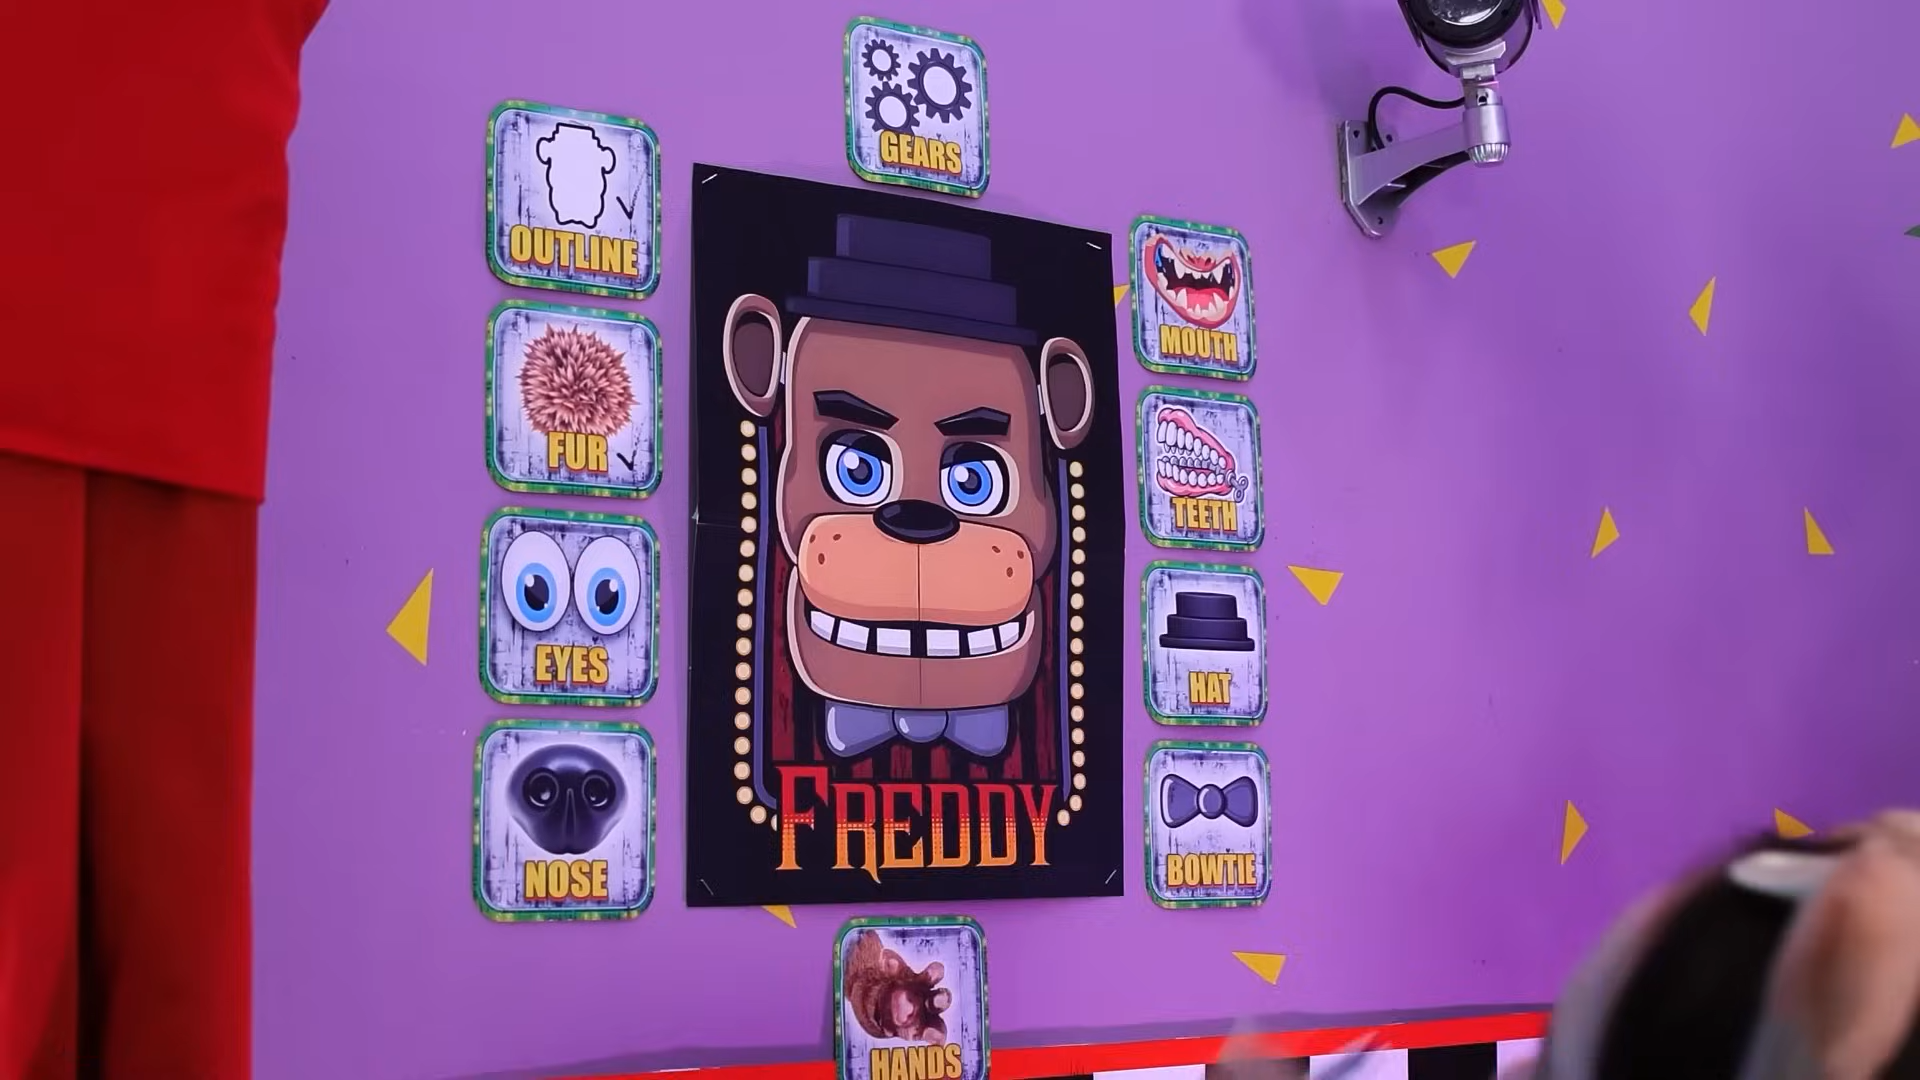 GEARS
OUTLINE
MOUTH
FUR
TEETH
EYES
HAT
NOSE
FREDDY
BOWTIE
HANDS